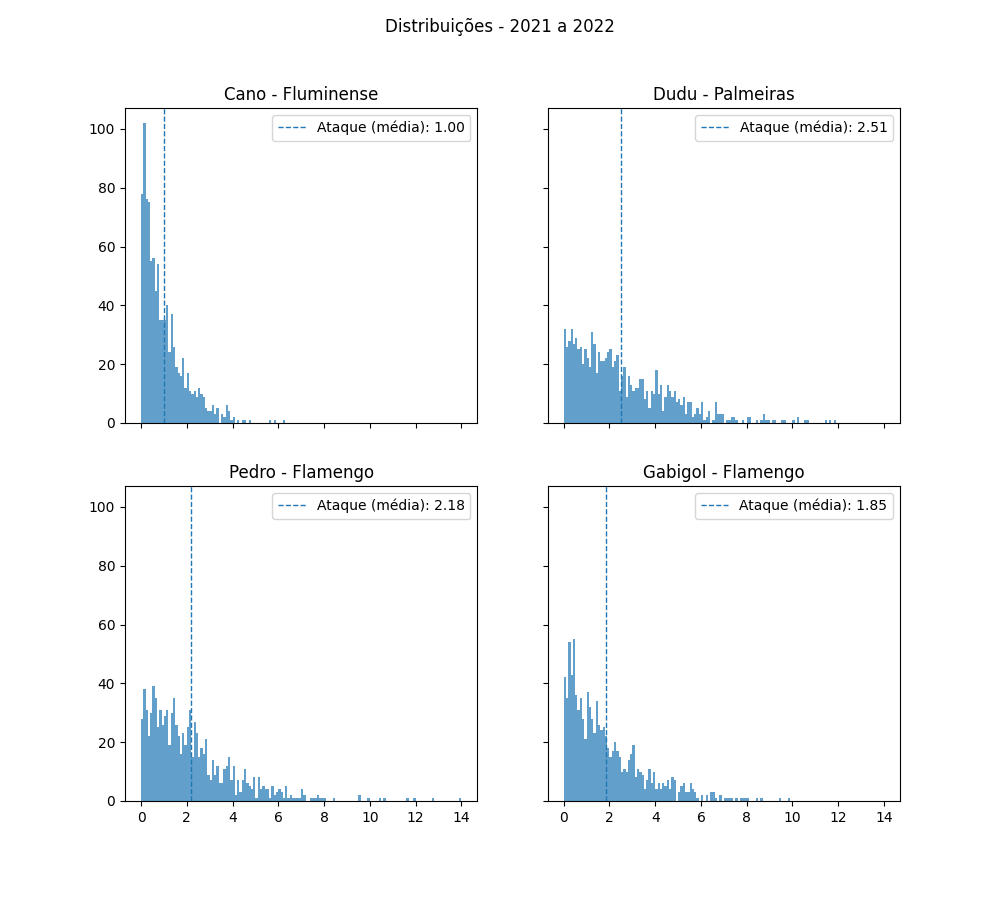 Distribuições - 2021 a 2022
Cano - Fluminense
Ataque (média): 1.00
100
80
60
40
20
0
Dudu - Palmeiras
Ataque (média): 2.51
Pedro - Flamengo
Ataque (média): 2.18
100
80
60
40
20
0
0 2 4 6 8 10 12 14
Gabigol - Flamengo
Ataque (média): 1.85
0 2 4 6 8 10 12 14